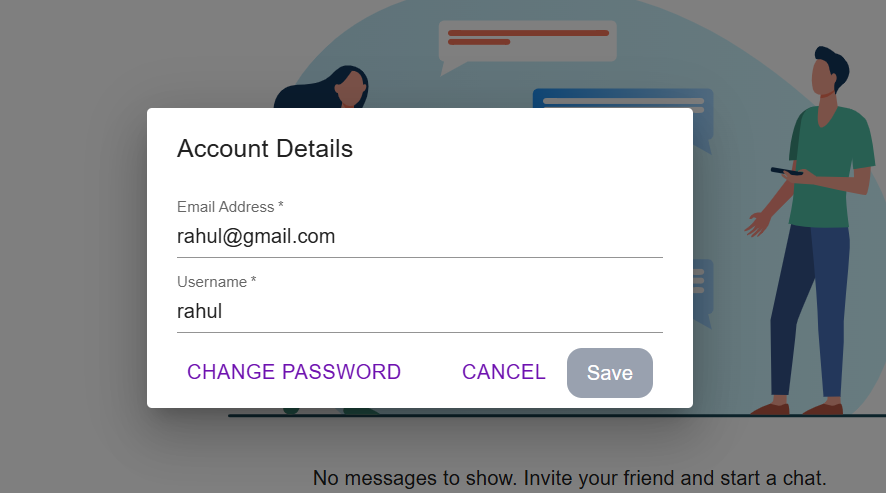 Account Details
Email Address *
rahul@gmail.com
Username *
rahul
CHANGE PASSWORD CANCEL Save
No messages to show. Invite your friend and start a chat.